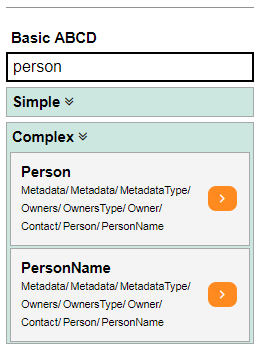 Basic ABCD
person
Simple
Complex
Person
Metadata/ Metadata/ MetadataType/
Owners/ OwnersType/ Owner/
Contact/ Person/ PersonName
PersonName
Metadata/ Metadata/ MetadataType/
Owners/ OwnersType/ Owner/
Contact/ Person/ PersonName